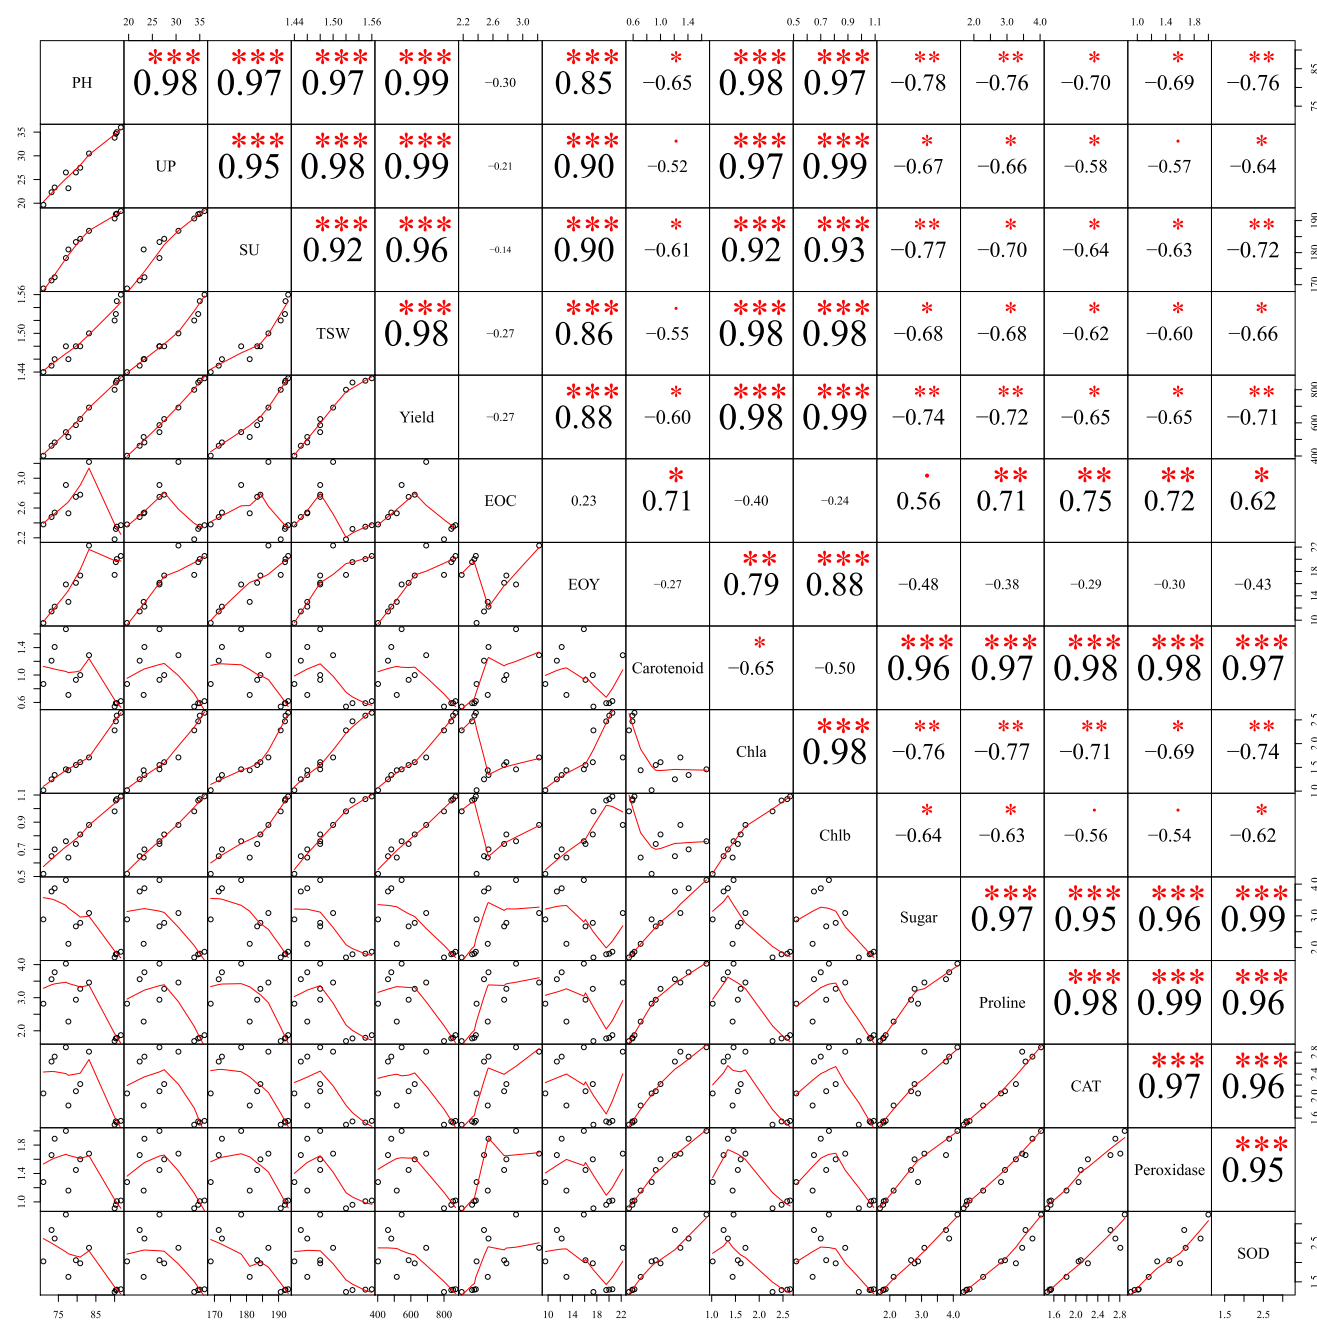 20 25 30 35 1.44 1.50 1.56 2.2 2.6 3.0 0.6 1.0 1.4 0.5 0.7 0.9 1.1 2.0 3.0 4.0 1.0 1.4 1.8
*** *** *** *** *** * *** *** ** ** * * **
PH 0.98 0.97 0.97 0.99 −0.30 0.85 −0.65 0.98 0.97 −0.78 −0.76 −0.70 −0.69 −0.76 75 85
*** *** *** *** . *** *** * * * . *
20 25 30 35 UP 0.95 0.98 0.99 −0.21 0.90 −0.52 0.97 0.99 −0.67 −0.66 −0.58 −0.57 −0.64
*** *** *** * *** *** ** * * * **
SU 0.92 0.96 −0.14 0.90 −0.61 0.92 0.93 −0.77 −0.70 −0.64 −0.63 −0.72 170 180 190
*** *** . *** *** * * * * *
1.44 1.50 1.56 TSW 0.98 −0.27 0.86 −0.55 0.98 0.98 −0.68 −0.68 −0.62 −0.60 −0.66
*** * *** *** ** ** * * **
Yield −0.27 0.88 −0.60 0.98 0.99 −0.74 −0.72 −0.65 −0.65 −0.71 400 600 800
* . ** ** ** *
2.2 2.6 3.0 EOC 0.23 0.71 −0.40 −0.24 0.56 0.71 0.75 0.72 0.62
** ***
EOY −0.27 0.79 0.88 −0.48 −0.38 −0.29 −0.30 −0.43 10 14 18 22
* *** *** *** *** ***
0.6 1.0 1.4 Carotenoid −0.65 −0.50 0.96 0.97 0.98 0.98 0.97
*** ** ** ** * **
Chla 0.98 −0.76 −0.77 −0.71 −0.69 −0.74 1.0 1.5 2.0 2.5
* * . . *
0.5 0.7 0.9 1.1 Chlb −0.64 −0.63 −0.56 −0.54 −0.62
*** *** *** ***
Sugar 0.97 0.95 0.96 0.99 2.0 3.0 4.0
*** *** ***
2.0 3.0 4.0 Proline 0.98 0.99 0.96
*** ***
CAT 0.97 0.96 1.6 2.0 2.4 2.8
***
1.0 1.4 1.8 Peroxidase 0.95
SOD 1.5 2.5
75 85 170 180 190 400 600 800 10 14 18 22 1.0 1.5 2.0 2.5 2.0 3.0 4.0 1.6 2.0 2.4 2.8 1.5 2.5